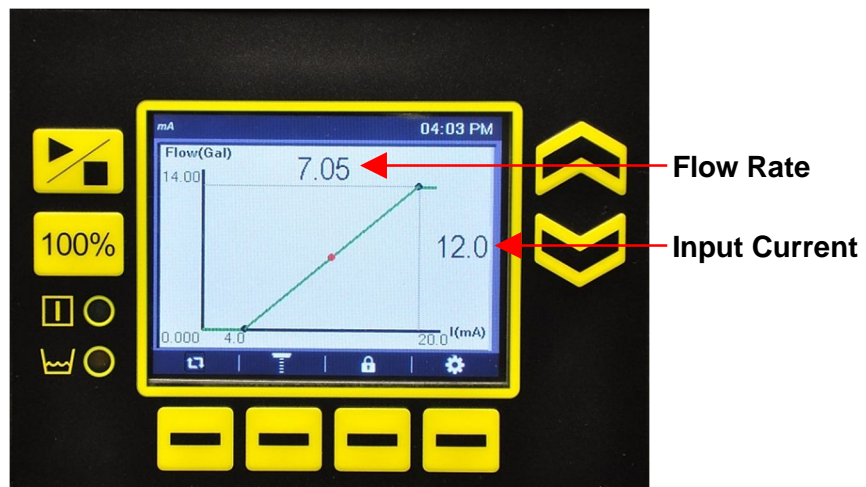 mA 04:03 PM
Flow(Gal)
7.05
Flow Rate
14.00
100%
12.0
Input Current
0.000 4.0 20.0 I(mA)